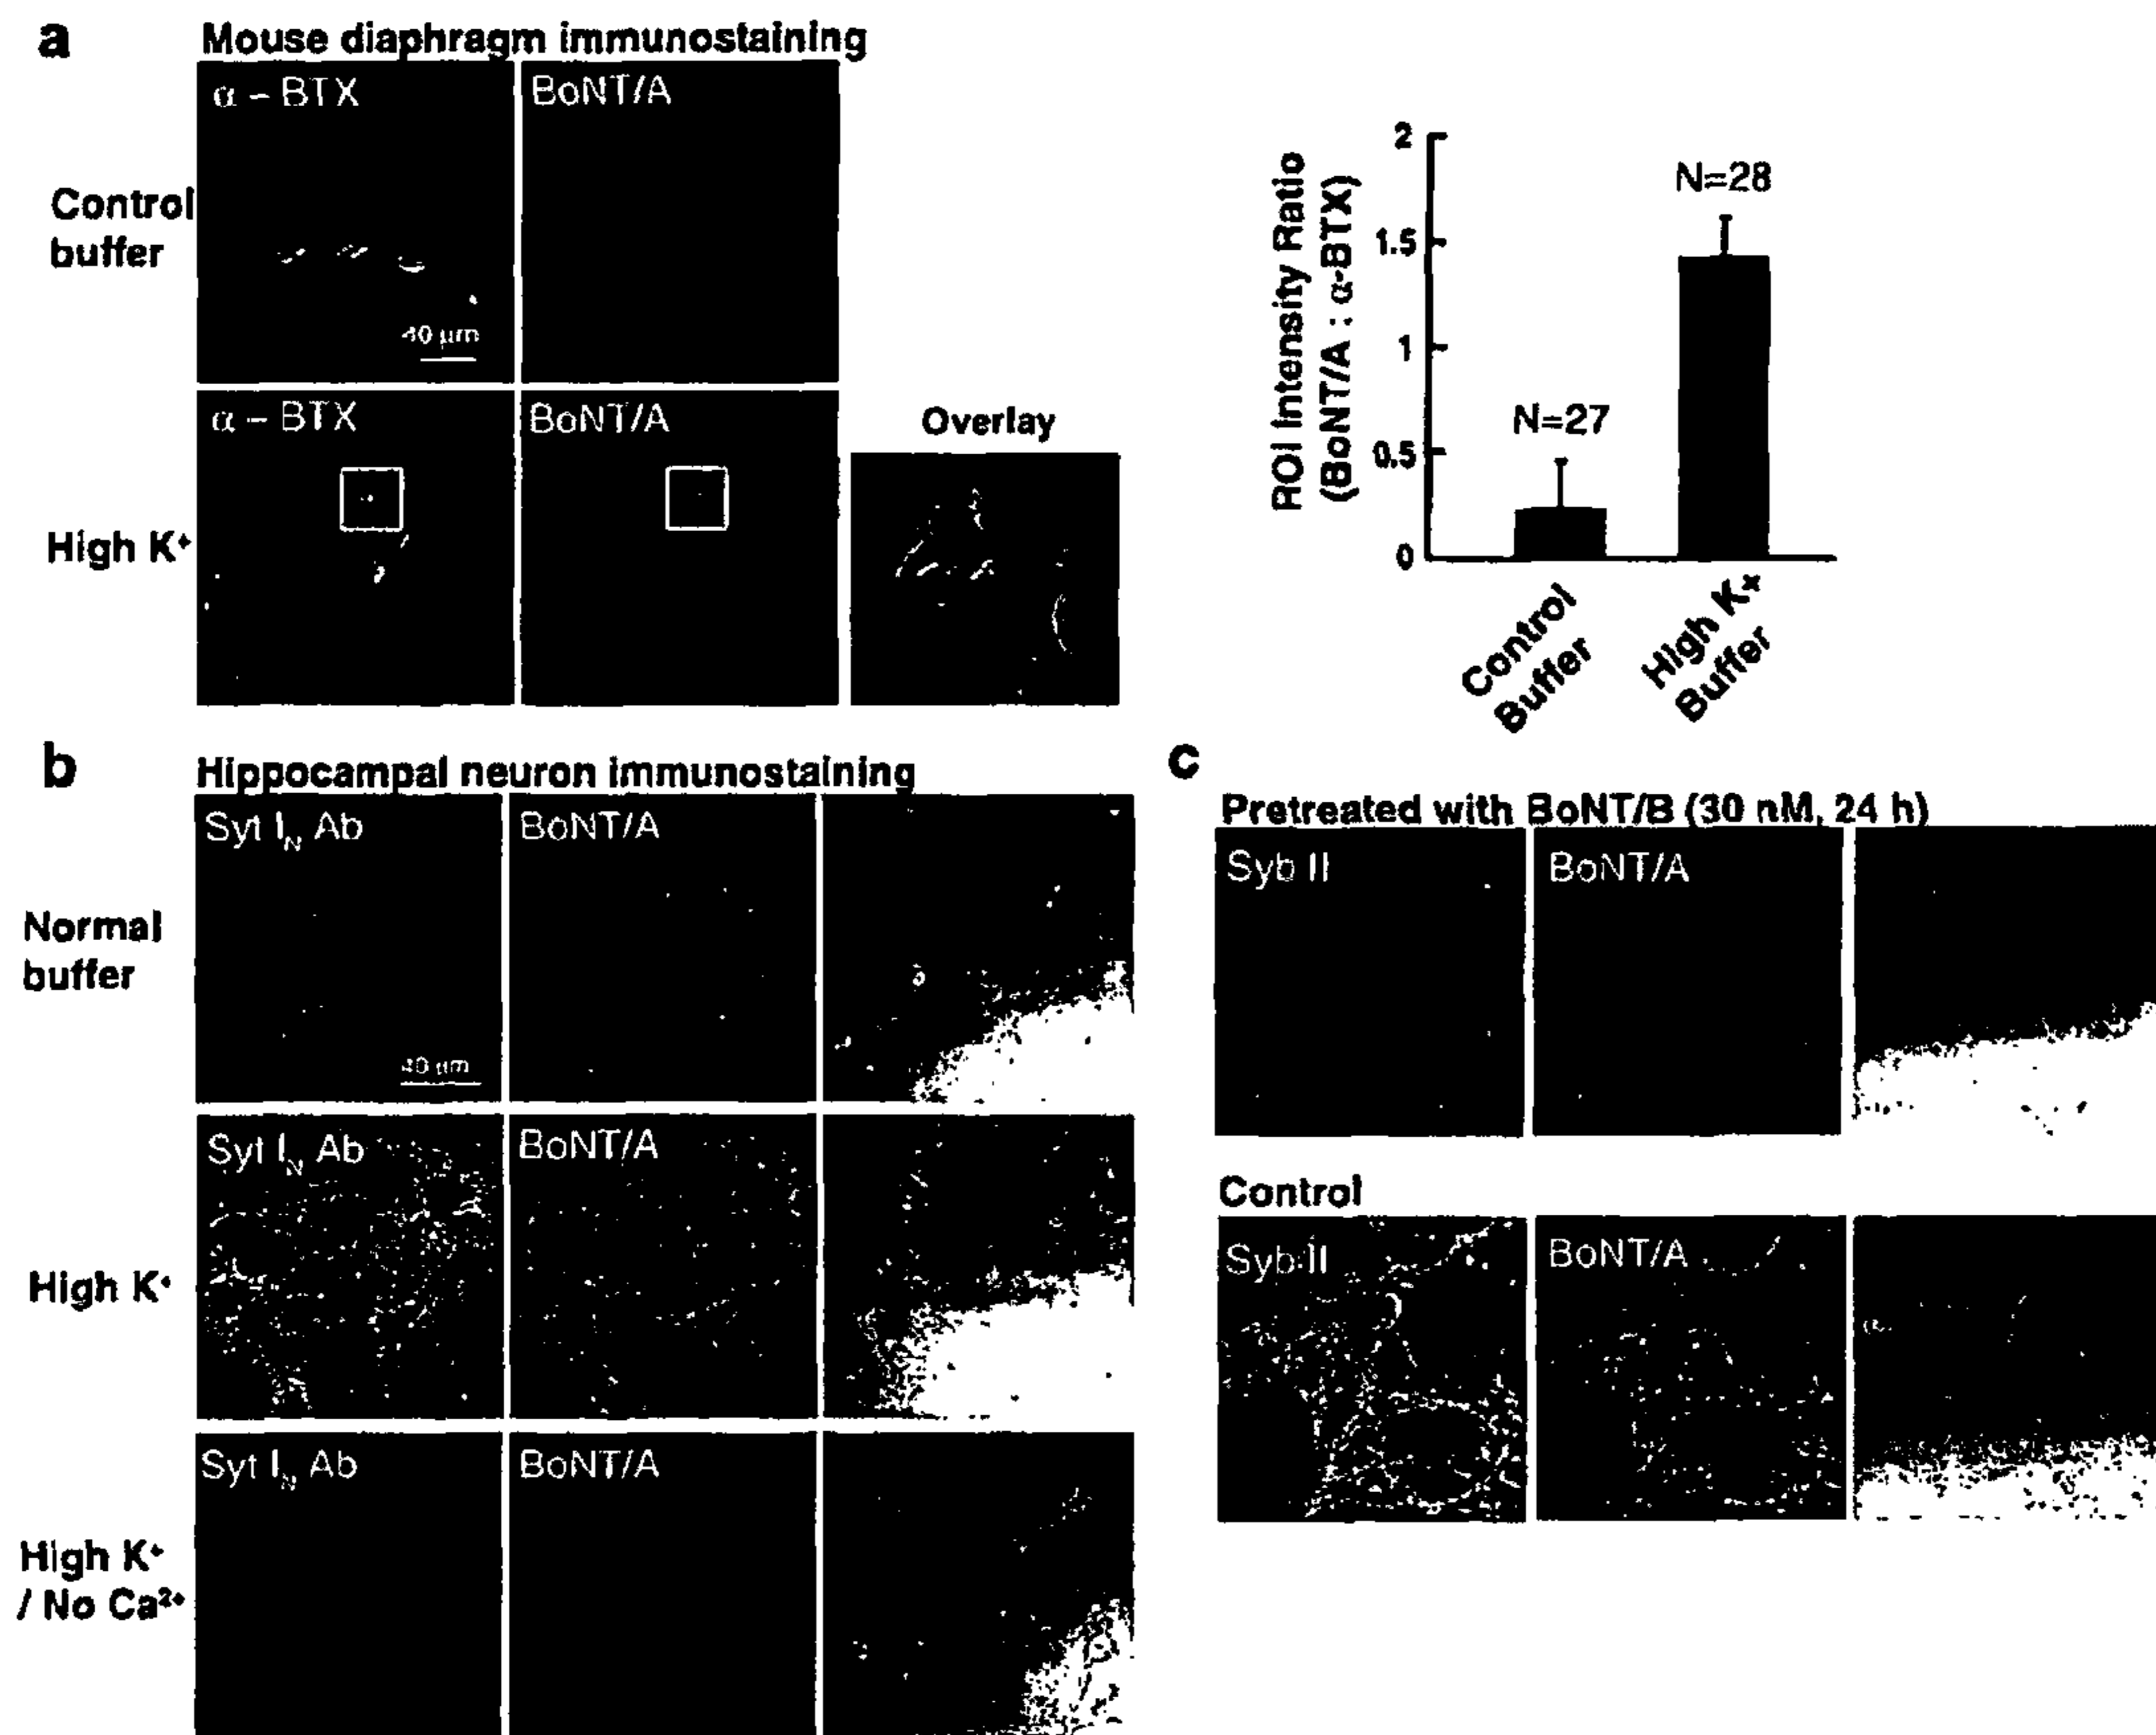 a
Mouse diaphragm immunostaining
α – BTX
BoNT/A
Control
buffer
40 µm
α – BTX
BoNT/A
Overlay
High K+
ROI Intensity Ratio
(BoNT/A : α-BTX)
2
1.5
1
0.5
0
N=27
N=28
Control
Buffer
High K+
Buffer
b
Hippocampal neuron immunostaining
Syt IN Ab
BoNT/A
Normal
buffer
40 µm
Syt IN Ab
BoNT/A
High K+
Syt IN Ab
BoNT/A
High K+
/ No Ca2+
c
Pretreated with BoNT/B (30 nM, 24 h)
Syb II
BoNT/A
Control
Syb II
BoNT/A